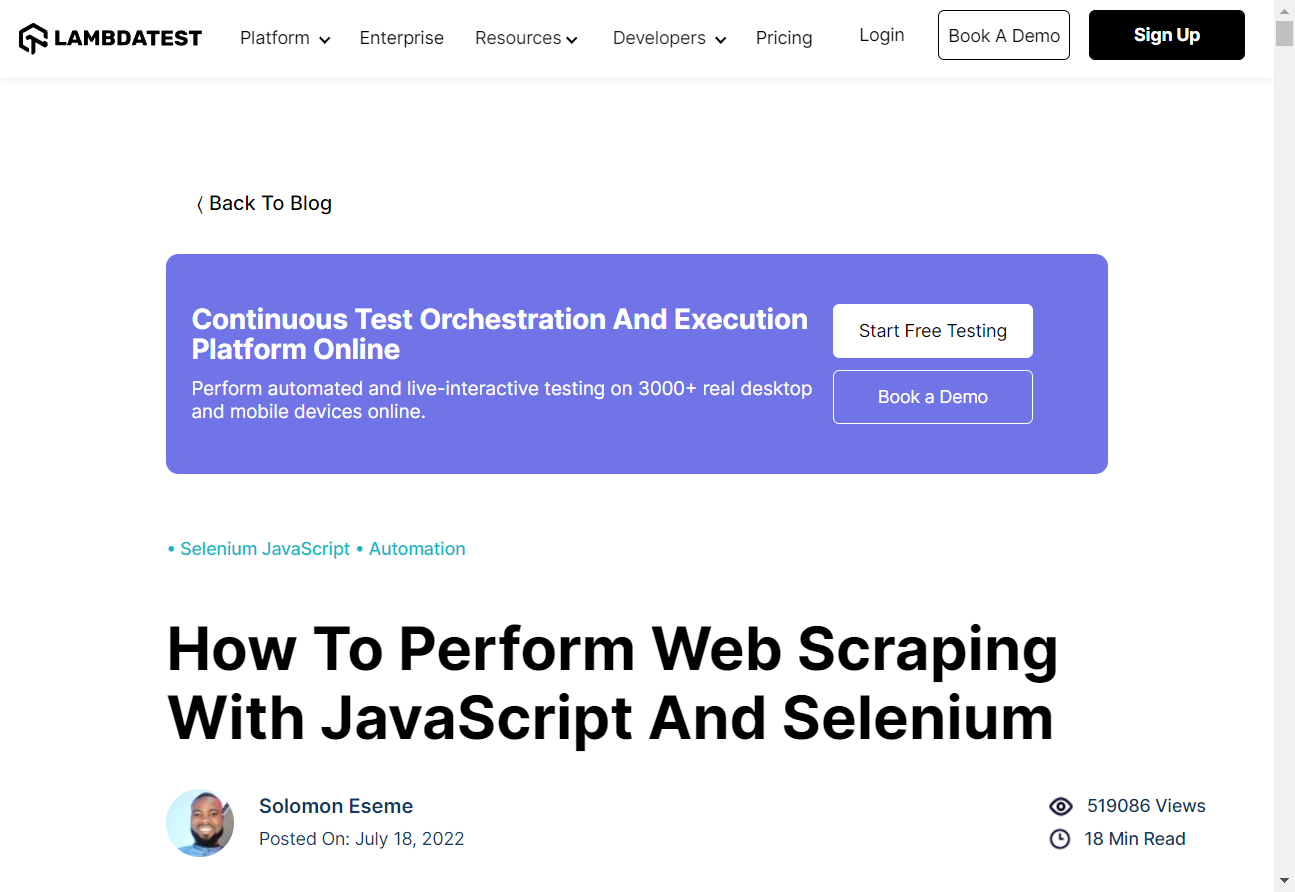 LAMBDATEST Platform Enterprise Resources Developers Pricing Login Book A Demo Sign Up
〈 Back To Blog
Continuous Test Orchestration And Execution
Platform Online
Perform automated and live-interactive testing on 3000+ real desktop
and mobile devices online.
Start Free Testing
Book a Demo
• Selenium JavaScript • Automation
How To Perform Web Scraping
With JavaScript And Selenium
Solomon Eseme
Posted On: July 18, 2022
519086 Views
18 Min Read